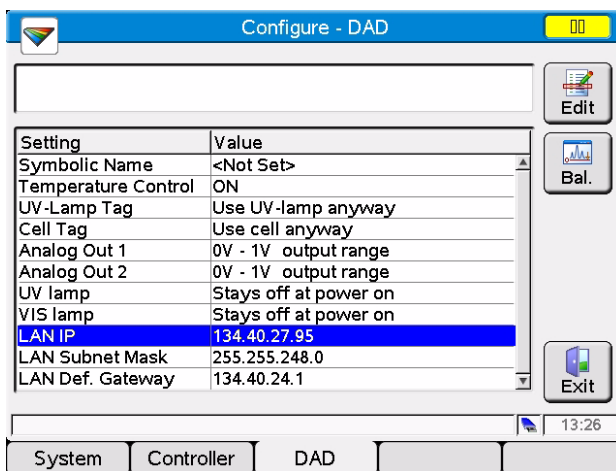 Configure - DAD
Edit
Setting Value
Symbolic Name <Not Set>
Temperature Control ON
UV-Lamp Tag Use UV-lamp anyway
Cell Tag Use cell anyway
Analog Out 1 0V - 1V output range
Analog Out 2 0V - 1V output range
UV lamp Stays off at power on
VIS lamp Stays off at power on
LAN IP 134.40.27.95
LAN Subnet Mask 255.255.248.0
LAN Def. Gateway 134.40.24.1
Bal.
Exit
13:26
System Controller DAD